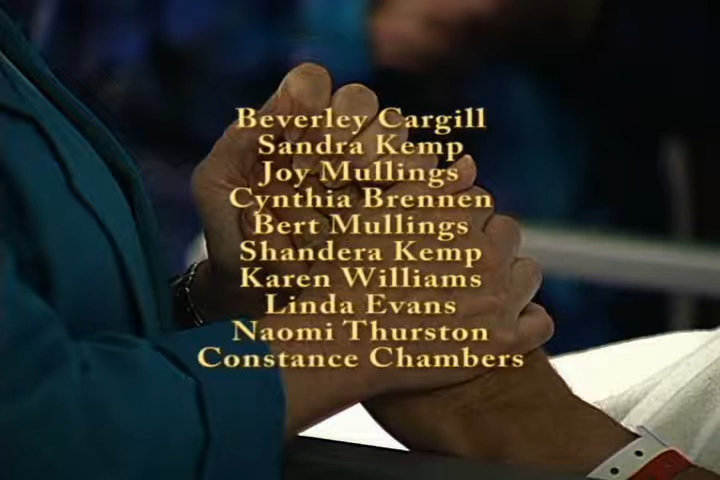 Beverley Cargill
Sandra Kemp
Joy Mullings
Cynthia Brennen
Bert Mullings
Shandera Kemp
Karen Williams
Linda Evans
Naomi Thurston
Constance Chambers